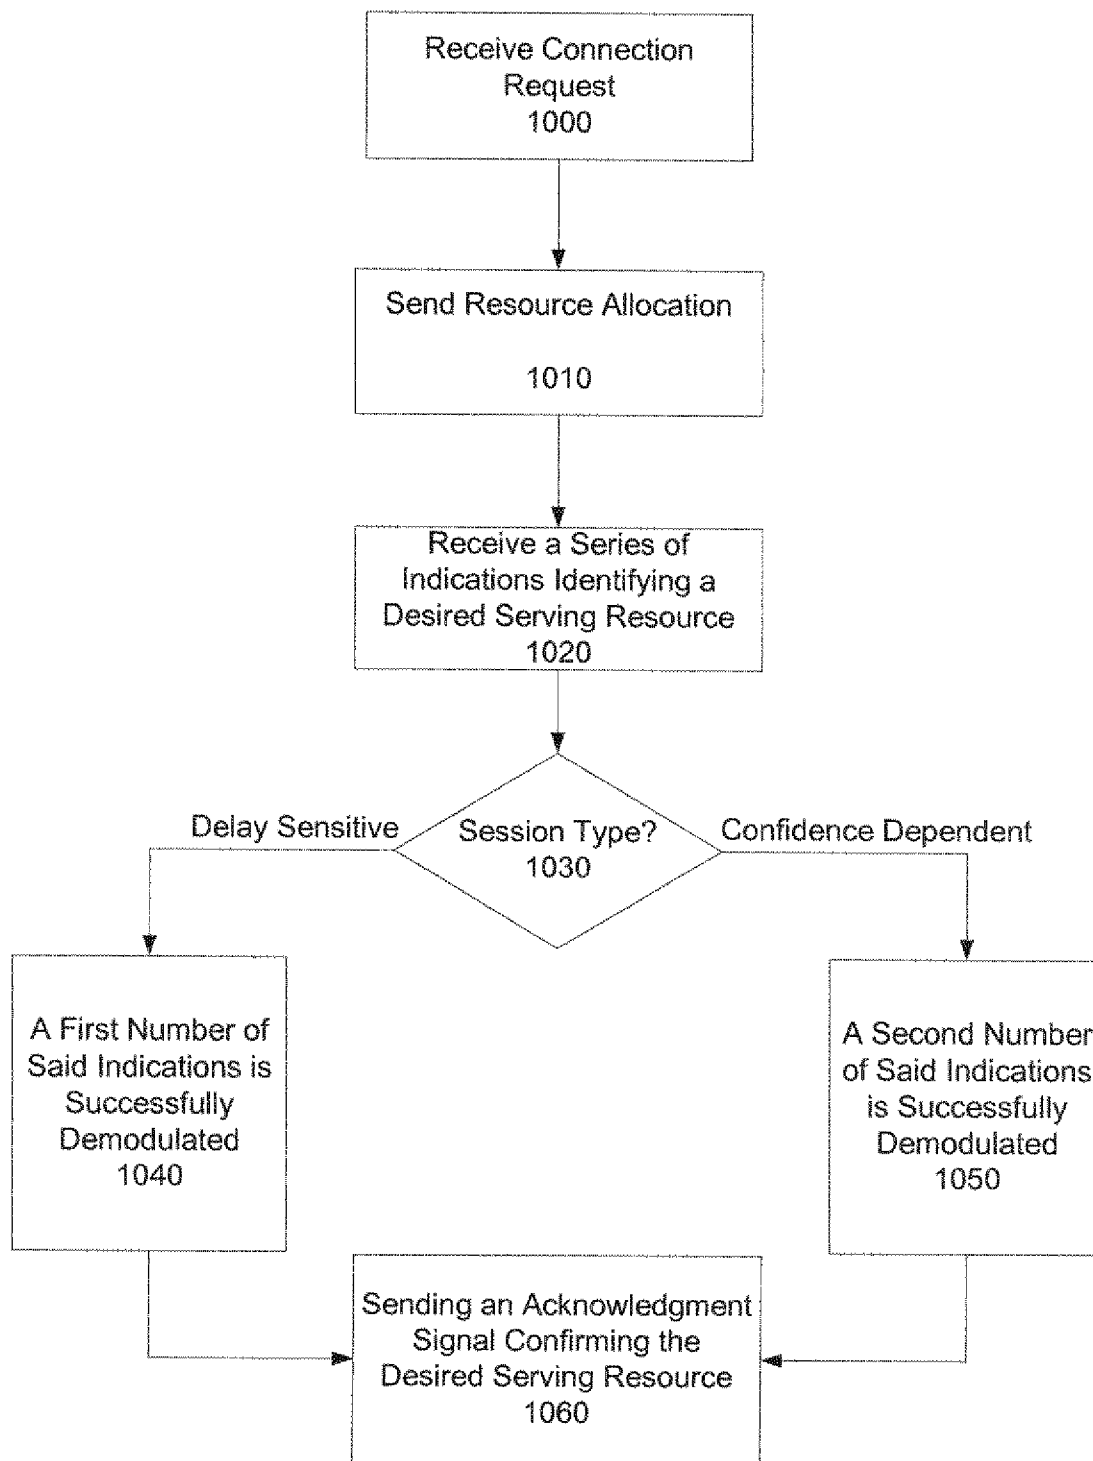 Receive Connection
Request
1000
Send Resource Allocation
1010
Receive a Series of
Indications Identifying a
Desired Serving Resource
1020
Delay Sensitive
Session Type?
1030
Confidence Dependent
A First Number of
Said Indications is
Successfully
Demodulated
1040
A Second Number
of Said Indications
is Successfully
Demodulated
1050
Sending an Acknowledgment
Signal Confirming the
Desired Serving Resource
1060